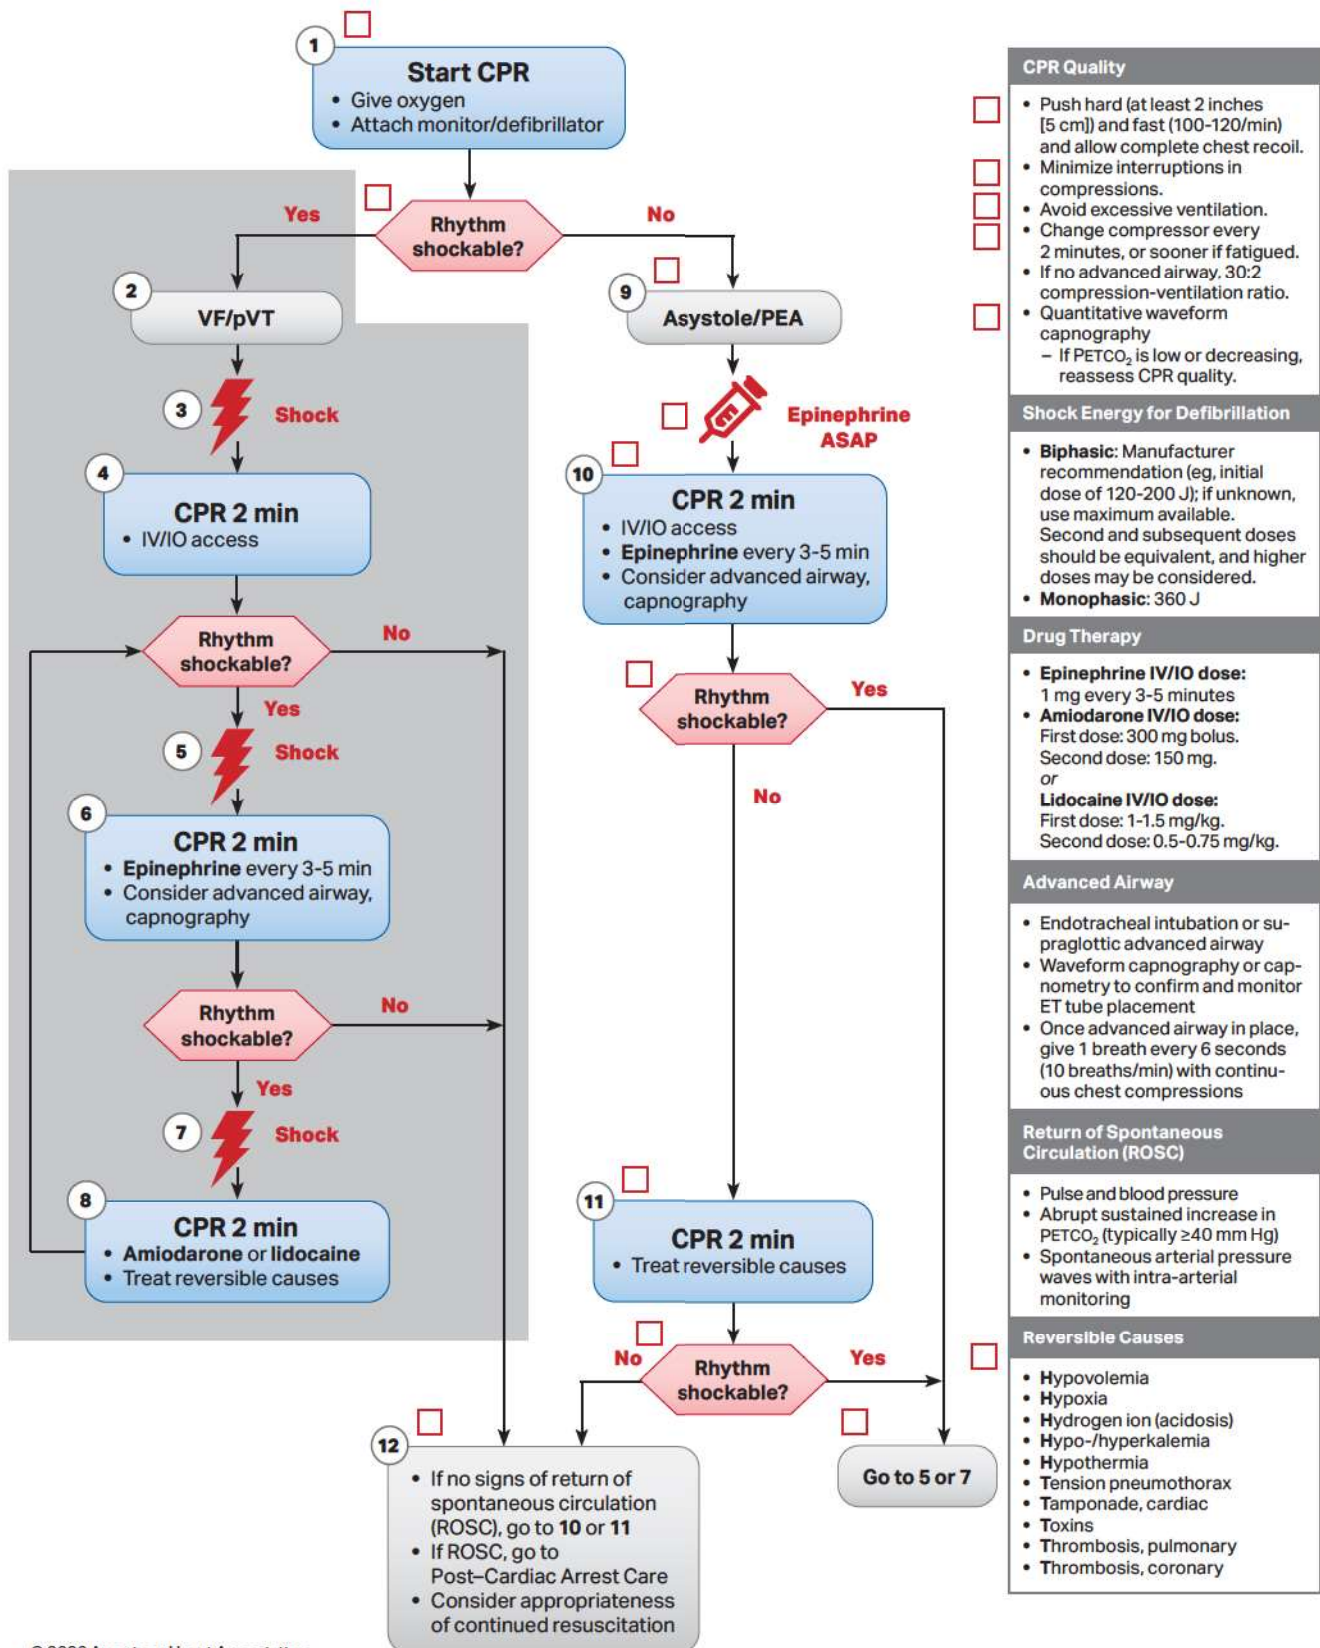 1
Start CPR
• Give oxygen
• Attach monitor/defibrillator
Yes
Rhythm
shockable?
No
2
VF/pVT
9
Asystole/PEA
3
Shock
Epinephrine
ASAP
4
CPR 2 min
• IV/IO access
10
CPR 2 min
• IV/IO access
• Epinephrine every 3-5 min
• Consider advanced airway,
capnography
Rhythm
shockable?
No
Yes
Rhythm
shockable?
Yes
No
5
Shock
6
CPR 2 min
• Epinephrine every 3-5 min
• Consider advanced airway,
capnography
Rhythm
shockable?
No
Yes
7
Shock
8
CPR 2 min
• Amiodarone or lidocaine
• Treat reversible causes
11
CPR 2 min
• Treat reversible causes
No
Rhythm
shockable?
Yes
12
• If no signs of return of
spontaneous circulation
(ROSC), go to 10 or 11
• If ROSC, go to
Post–Cardiac Arrest Care
• Consider appropriateness
of continued resuscitation
Go to 5 or 7
CPR Quality
• Push hard (at least 2 inches
[5 cm]) and fast (100-120/min)
and allow complete chest recoil.
• Minimize interruptions in
compressions.
• Avoid excessive ventilation.
• Change compressor every
2 minutes, or sooner if fatigued.
• If no advanced airway, 30:2
compression-ventilation ratio.
• Quantitative waveform
capnography
– If PETCO₂ is low or decreasing,
reassess CPR quality.
Shock Energy for Defibrillation
• Biphasic: Manufacturer
recommendation (eg, initial
dose of 120-200 J); if unknown,
use maximum available.
Second and subsequent doses
should be equivalent, and higher
doses may be considered.
• Monophasic: 360 J
Drug Therapy
• Epinephrine IV/IO dose:
1 mg every 3-5 minutes
• Amiodarone IV/IO dose:
First dose: 300 mg bolus.
Second dose: 150 mg.
or
Lidocaine IV/IO dose:
First dose: 1-1.5 mg/kg.
Second dose: 0.5-0.75 mg/kg.
Advanced Airway
• Endotracheal intubation or su-
praglottic advanced airway
• Waveform capnography or cap-
nometry to confirm and monitor
ET tube placement
• Once advanced airway in place,
give 1 breath every 6 seconds
(10 breaths/min) with continu-
ous chest compressions
Return of Spontaneous
Circulation (ROSC)
• Pulse and blood pressure
• Abrupt sustained increase in
PETCO₂ (typically ≥40 mm Hg)
• Spontaneous arterial pressure
waves with intra-arterial
monitoring
Reversible Causes
• Hypovolemia
• Hypoxia
• Hydrogen ion (acidosis)
• Hypo-/hyperkalemia
• Hypothermia
• Tension pneumothorax
• Tamponade, cardiac
• Toxins
• Thrombosis, pulmonary
• Thrombosis, coronary